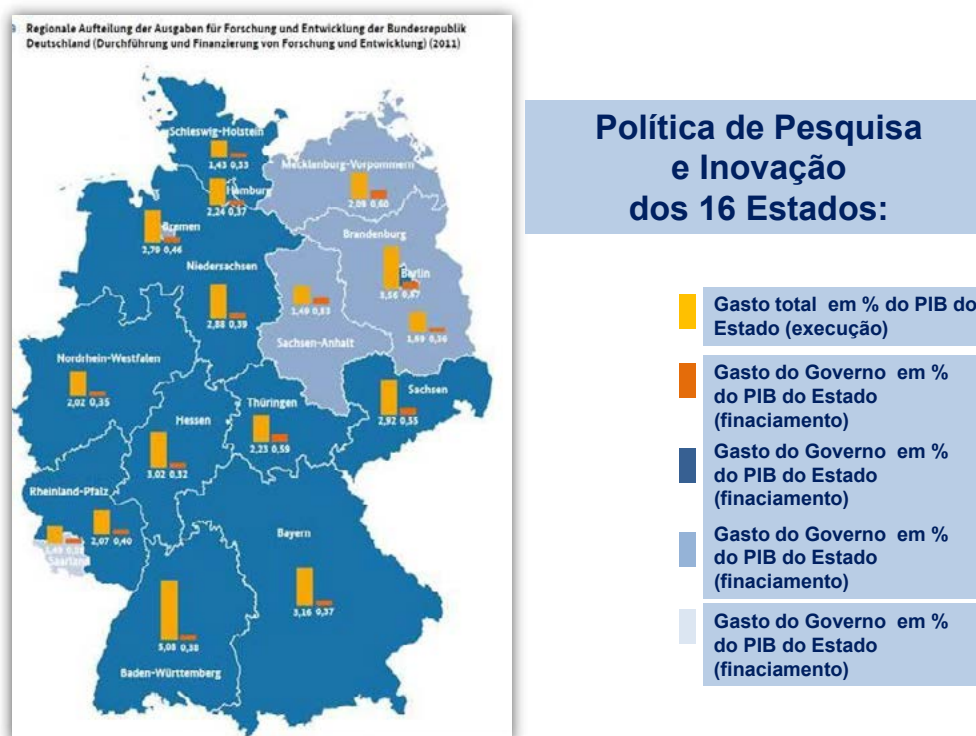 Regionale Aufteilung der Ausgaben für Forschung und Entwicklung der Bundesrepublik
Deutschland (Durchführung und Finanzierung von Forschung und Entwicklung) (2011)
Schleswig-Holstein
1,43 0,33
Mecklenburg-Vorpommern
2,09 0,60
Hamburg
2,24 0,37
Bremen
2,79 0,46
Brandenburg
Berlin
3,56
Niedersachsen
2,88 0,39
1,49
1,69 0,36
Sachsen-Anhalt
Nordrhein-Westfalen
2,02 0,35
Sachsen
2,92 0,55
Thüringen
2,23 0,59
Hessen
3,02 0,32
Rheinland-Pfalz
2,07 0,40
1,49
Saarland
Bayern
3,16 0,37
5,08 0,38
Baden-Württemberg
Política de Pesquisa
e Inovação
dos 16 Estados:
Gasto total em % do PIB do
Estado (execução)
Gasto do Governo em %
do PIB do Estado
(finaciamento)
Gasto do Governo em %
do PIB do Estado
(finaciamento)
Gasto do Governo em %
do PIB do Estado
(finaciamento)
Gasto do Governo em %
do PIB do Estado
(finaciamento)